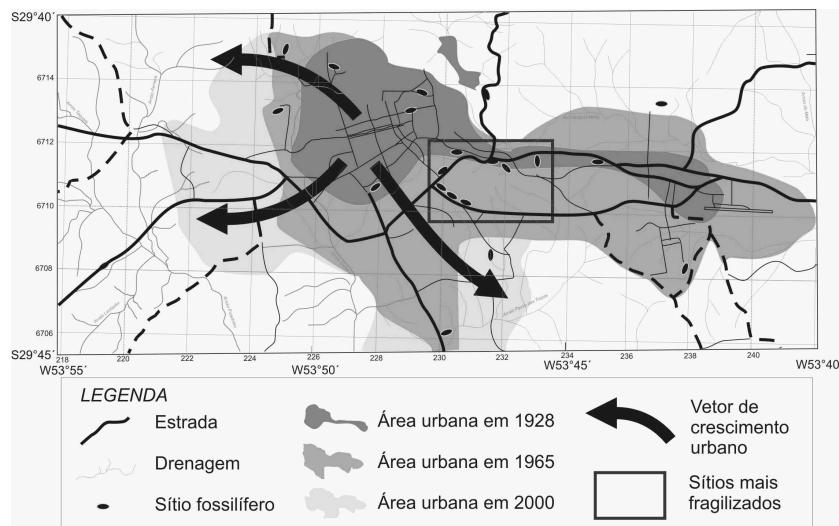 S29°40'
6714
6712
6710
6708
6706
S29°45'
218
220
222
224
226
228
230
232
234
236
238
240
W53°55'
W53°50'
W53°45'
W53°40'
LEGENDA
Estrada
Drenagem
Sítio fossilífero
Área urbana em 1928
Área urbana em 1965
Área urbana em 2000
Vetor de
crescimento
urbano
Sítios mais
fragilizados